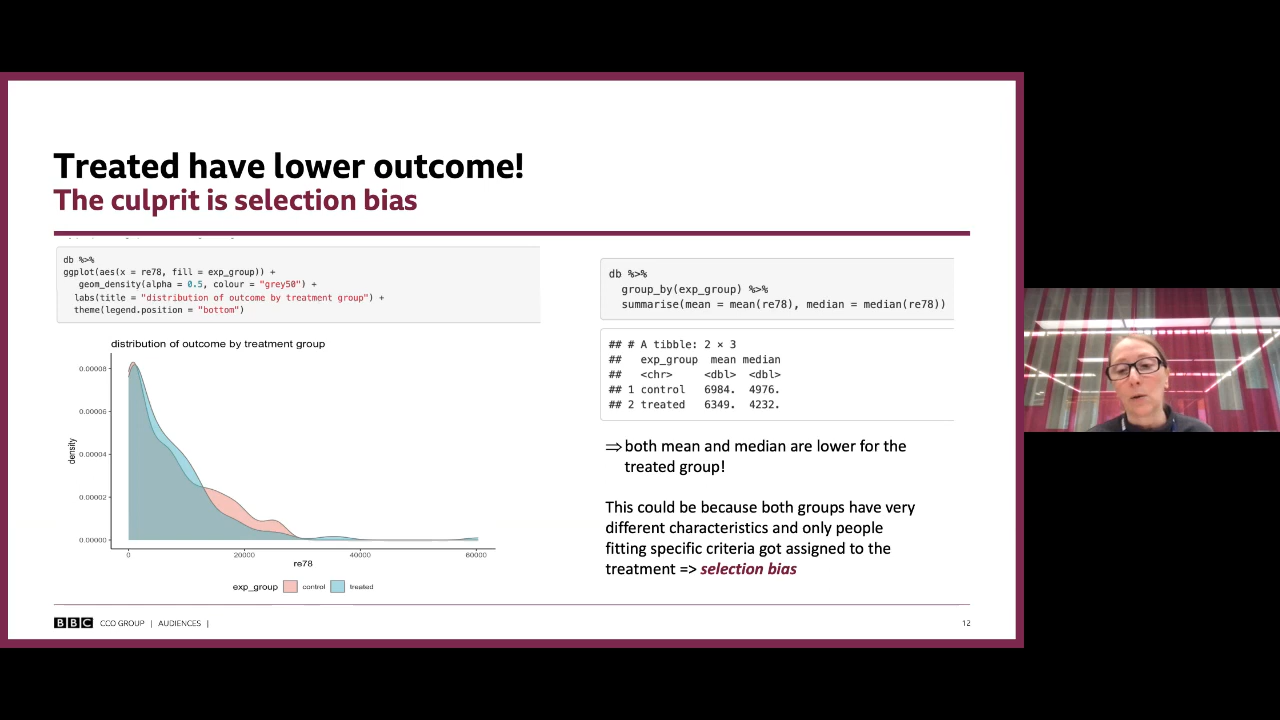 Treated have lower outcome!
The culprit is selection bias
db %>%
ggplot(aes(x = re78, fill = exp_group)) +
geom_density(alpha = 0.5, colour = "grey50") +
labs(title = "distribution of outcome by treatment group") +
theme(legend.position = "bottom")
distribution of outcome by treatment group
density
0.00008
0.00006
0.00004
0.00002
0.00000
0 20000 40000 60000
re78
exp_group control treated
db %>%
group_by(exp_group) %>%
summarise(mean = mean(re78), median = median(re78))
## # A tibble: 2 × 3
## exp_group mean median
## <chr> <dbl> <dbl>
## 1 control 6984. 4976.
## 2 treated 6349. 4232.
⇒ both mean and median are lower for the
treated group!
This could be because both groups have very
different characteristics and only people
fitting specific criteria got assigned to the
treatment => selection bias
BBC CCO GROUP | AUDIENCES |
12